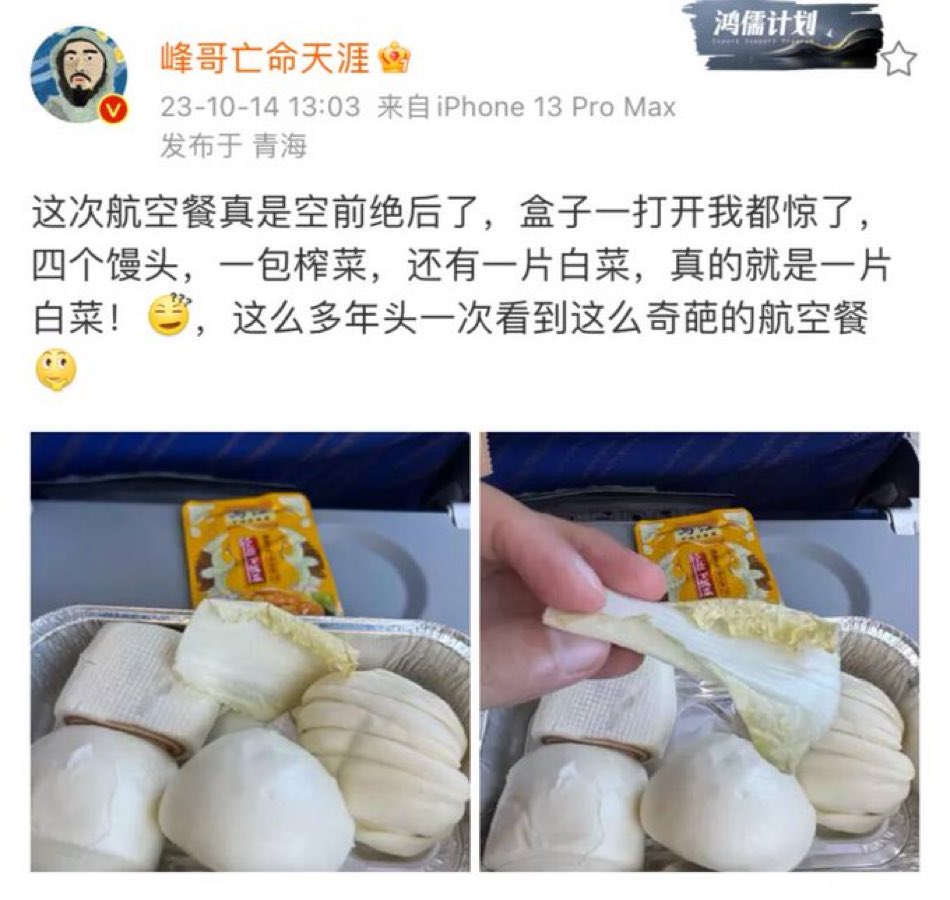 鸿儒计划
Expert Support Program
峰哥亡命天涯
23-10-14 13:03 来自 iPhone 13 Pro Max
发布于 青海
这次航空餐真是空前绝后了，盒子一打开我都惊了，
四个馒头，一包榨菜，还有一片白菜，真的就是一片
白菜！，这么多年头一次看到这么奇葩的航空餐